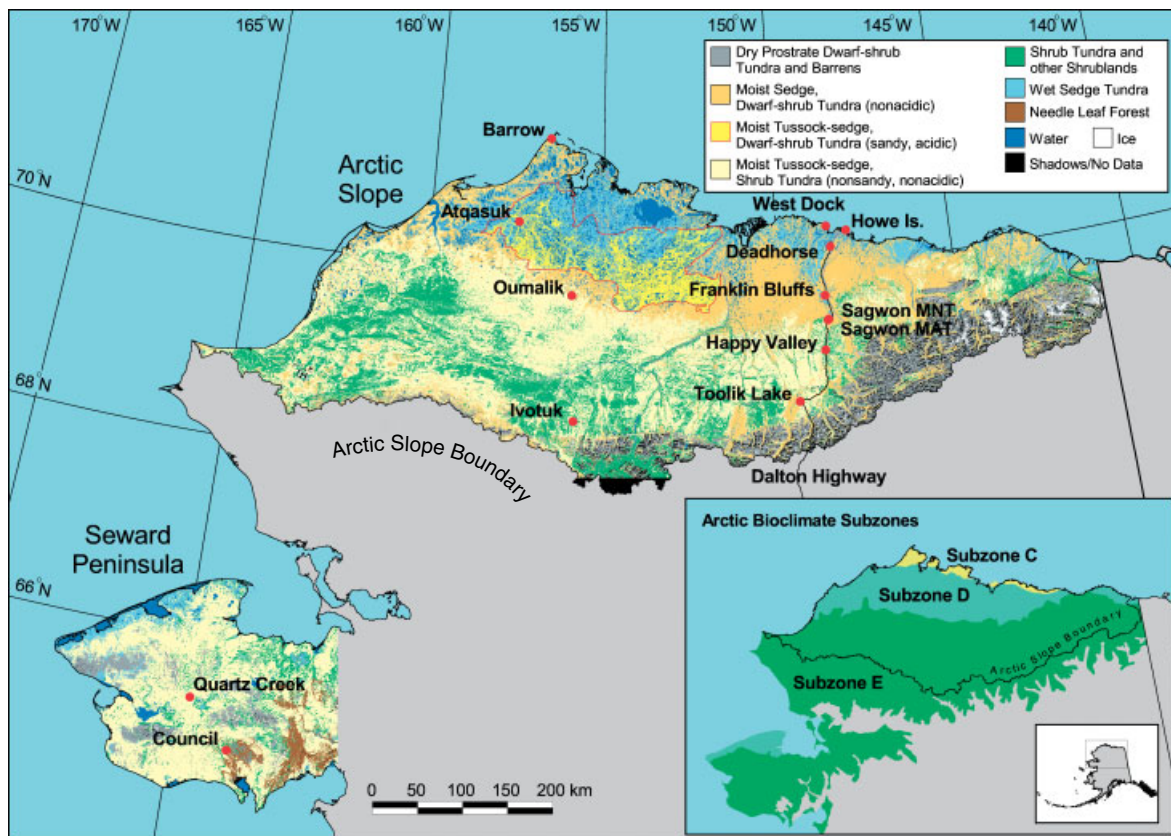 170°W
165°W
160°W
155°W
150°W
145°W
140°W
Dry Prostrate Dwarf-shrub
Tundra and Barrens
Moist Sedge,
Dwarf-shrub Tundra (nonacidic)
Moist Tussock-sedge,
Dwarf-shrub Tundra (sandy, acidic)
Moist Tussock-sedge,
Shrub Tundra (nonsandy, nonacidic)
Shrub Tundra and
other Shrublands
Wet Sedge Tundra
Needle Leaf Forest
Water
Ice
Shadows/No Data
Barrow
Arctic
Slope
70°N
Atqasuk
West Dock
Howe Is.
Deadhorse
Oumalik
Franklin Bluffs
Sagwon MNT
Sagwon MAT
Happy Valley
68°N
Toolik Lake
Ivotuk
Arctic Slope Boundary
Dalton Highway
Seward
Peninsula
66°N
Quartz Creek
Council
0 50 100 150 200 km
Arctic Bioclimate Subzones
Subzone C
Subzone D
Arctic Slope Boundary
Subzone E